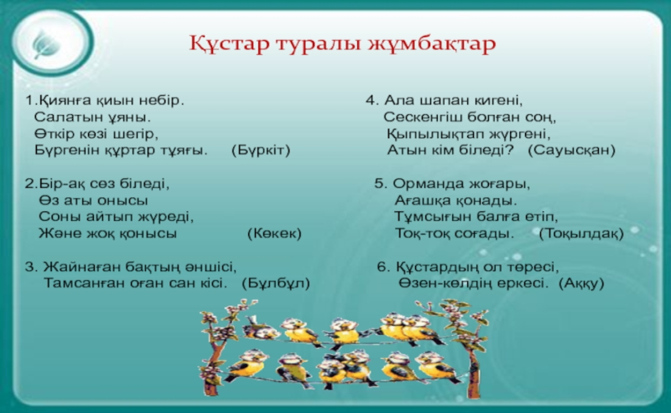 Құстар туралы жұмбақтар
1.Қиянға қиын небір.
Салатын ұяны.
Өткір көзі шегір,
Бүргенін құртар тұяғы. (Бүркіт)
2.Бір-ақ сөз біледі,
Өз аты онысы
Соны айтып жүреді,
Және жоқ қонысы (Көкек)
3. Жайнаған бақтың әншісі,
Тамсанған оған сан кісі. (Бұлбұл)
4. Ала шапан кигені,
Сескенгіш болған соң,
Қыпылықтап жүргені,
Атын кім біледі? (Сауысқан)
5. Орманда жоғары,
Ағашқа қонады.
Тұмсығын балға етіп,
Тоқ-тоқ соғады. (Тоқылдақ)
6. Құстардың ол төресі,
Өзен-көлдің еркесі. (Аққу)